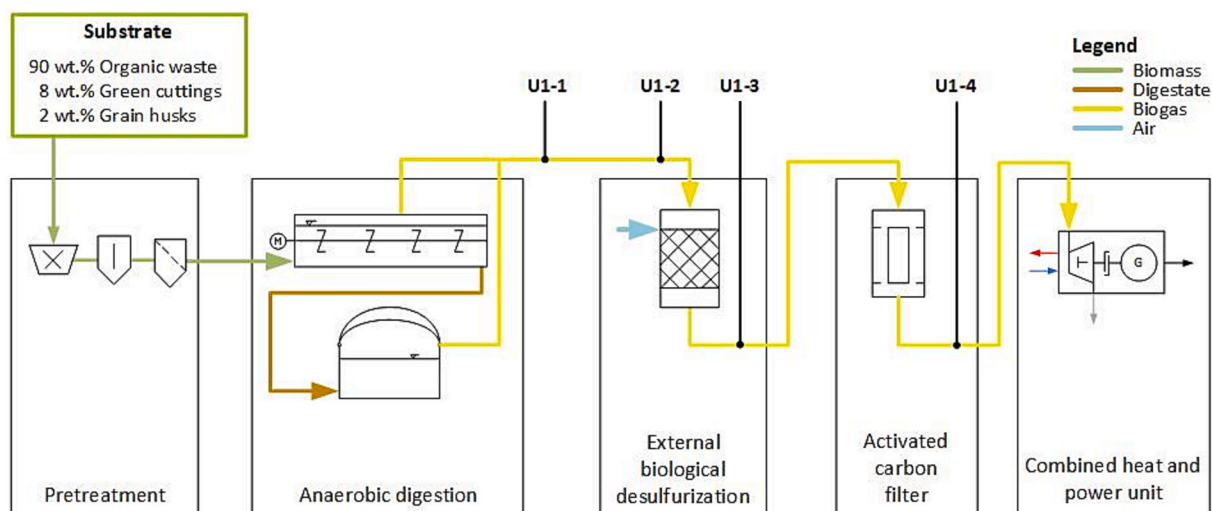 Substrate
90 wt.% Organic waste
8 wt.% Green cuttings
2 wt.% Grain husks
U1-1
U1-2
U1-3
U1-4
Legend
Biomass
Digestate
Biogas
Air
M
T
G
Pretreatment
Anaerobic digestion
External
biological
desulfurization
Activated
carbon
filter
Combined heat and
power unit